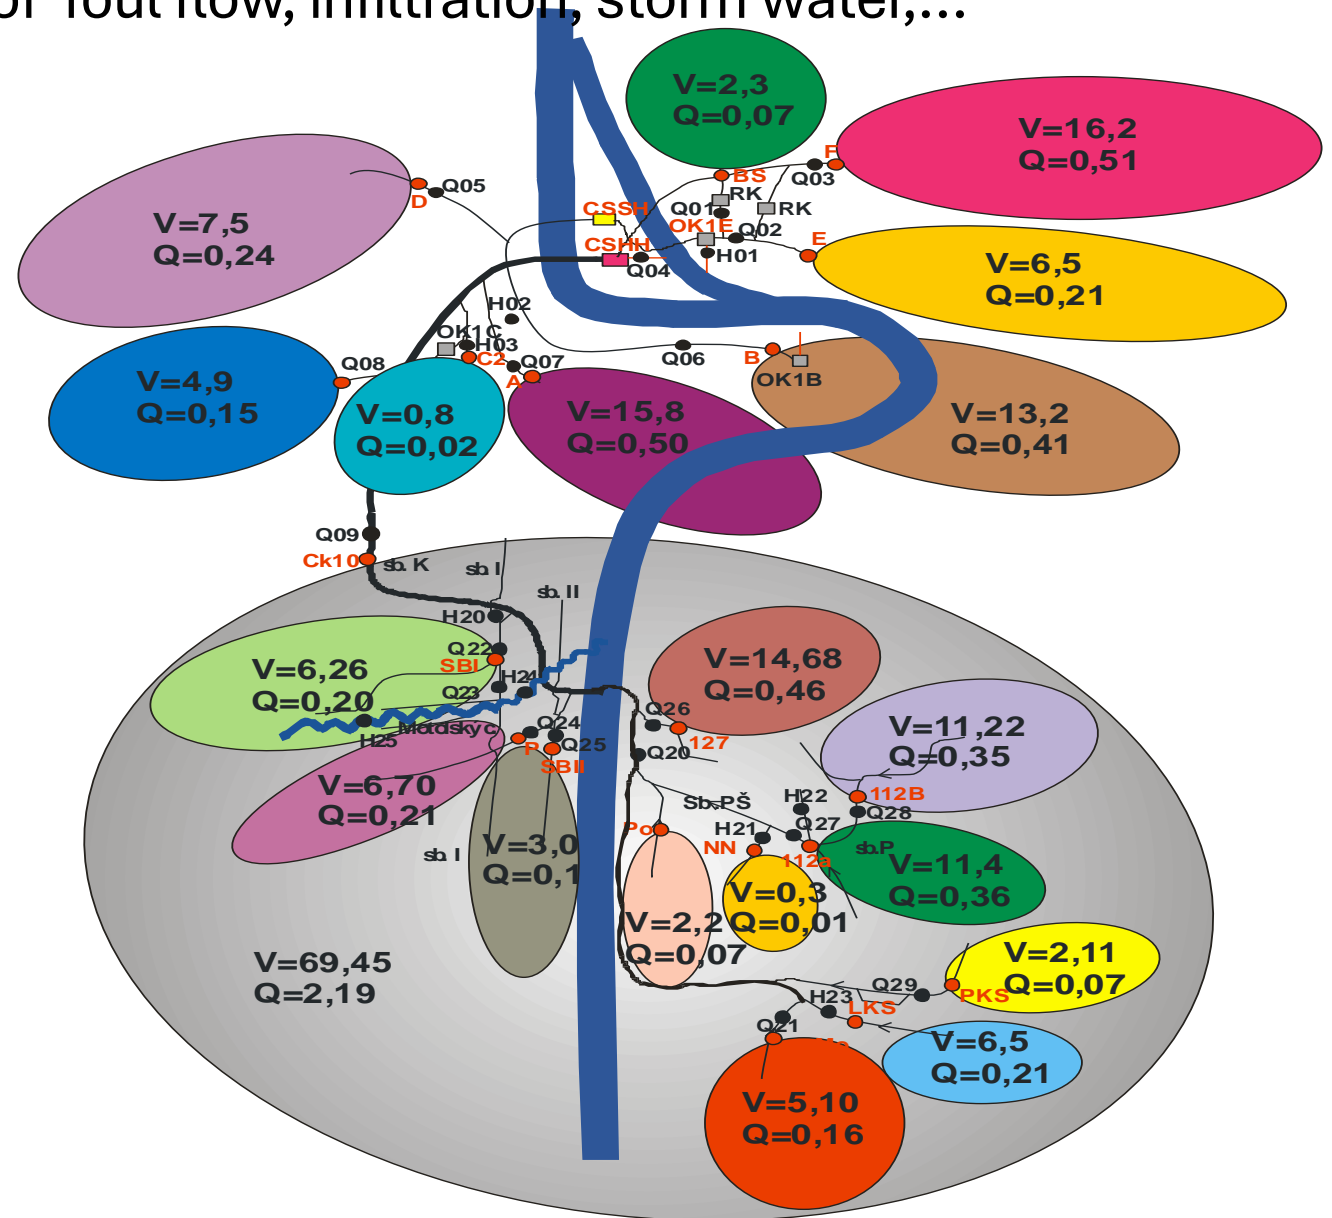 or foul flow, infiltration, storm water,...
V=2,3
Q=0,07
V=16,2
Q=0,51
F
Q03
BS
RK
RK
Q01
CSSH
OK1E
Q02
E
CSHH
H01
Q04
D
Q05
V=7,5
Q=0,24
V=6,5
Q=0,21
H02
OK1C
H03
C2
Q07
A
Q06
B
OK1B
Q08
V=4,9
Q=0,15
V=0,8
Q=0,02
V=15,8
Q=0,50
V=13,2
Q=0,41
Q09
Ck10
sb. K
sb. I
sb. II
H20
Q22
SBI
H24
Q23
V=6,26
Q=0,20
H25
Q24
Q25
P
SBII
V=14,68
Q=0,46
Q26
127
Q20
V=11,22
Q=0,35
112B
Q28
V=6,70
Q=0,21
Sb.PŠ
H22
Q27
H21
NN
112a
Po
sb. I
V=3,0
Q=0,1
sb.P
V=11,4
Q=0,36
V=0,3
Q=0,01
V=2,2
Q=0,07
V=69,45
Q=2,19
V=2,11
Q=0,07
Q29
PKS
H23
LKS
Q21
V=6,5
Q=0,21
V=5,10
Q=0,16